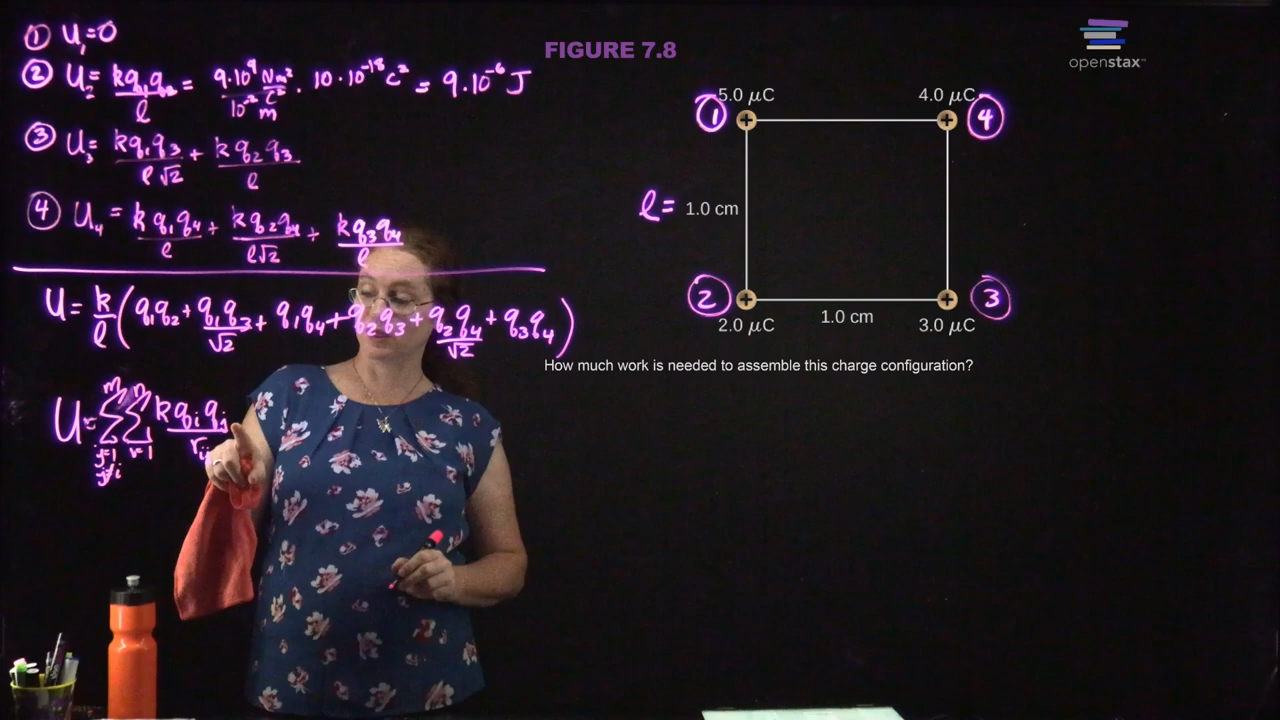 ① U₁=0
② U₂= kq₁q₂/l = 9·10⁹ Nm²/C² / 10⁻² m · 10·10⁻¹⁸ C² = 9·10⁻⁶ J
③ U₃= kq₁q₃/l√2 + kq₂q₃/l
④ U₄ = kq₁q₄/l + kq₂q₄/l√2 + kq₃q₄/l
U = k/l (q₁q₂ + q₁q₃/√2 + q₁q₄ + q₂q₃ + q₂q₄/√2 + q₃q₄)
FIGURE 7.8
openstax™
① 5.0 μC 4.0 μC ④
l= 1.0 cm
② ③
1.0 cm
2.0 μC 3.0 μC
How much work is needed to assemble this charge configuration?